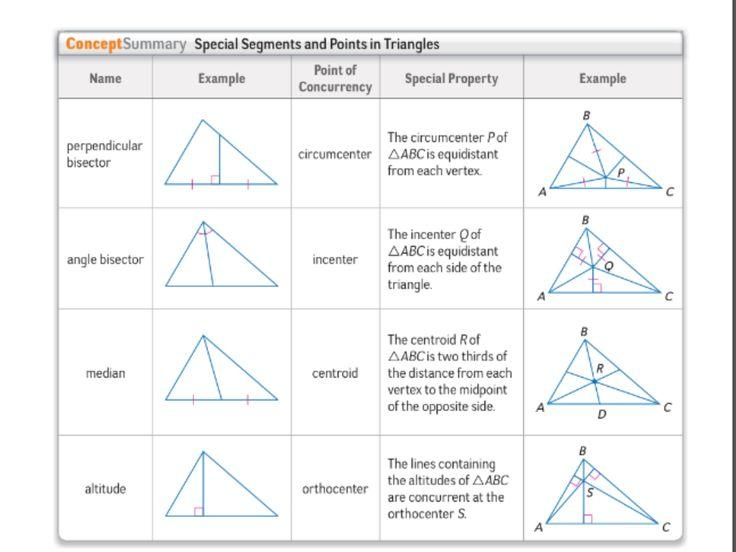 ConceptSummary Special Segments and Points in Triangles
Name Example Point of Concurrency Special Property Example
perpendicular
bisector
circumcenter
The circumcenter P of
△ABC is equidistant
from each vertex.
B
P
A
C
angle bisector
incenter
The incenter Q of
△ABC is equidistant
from each side of the
triangle.
B
Q
A
C
median
centroid
The centroid R of
△ABC is two thirds of
the distance from each
vertex to the midpoint
of the opposite side.
B
R
A
D
C
altitude
orthocenter
The lines containing
the altitudes of △ABC
are concurrent at the
orthocenter S.
B
S
A
C